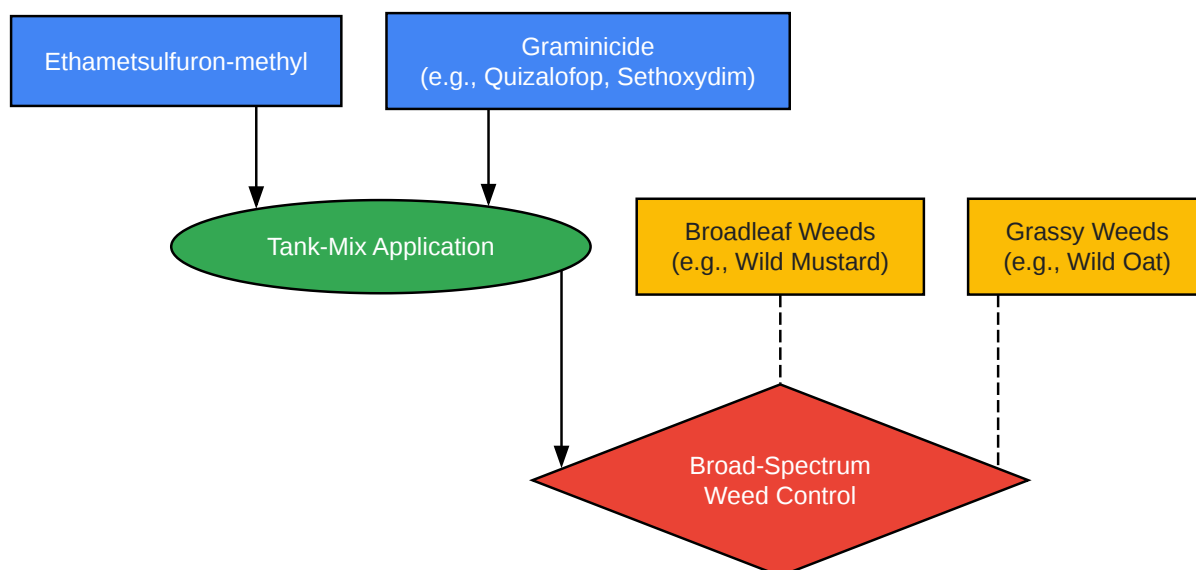 Ethametsulfuron-methyl
Graminicide
(e.g., Quizalofop, Sethoxydim)
Tank-Mix Application
Broadleaf Weeds
(e.g., Wild Mustard)
Grassy Weeds
(e.g., Wild Oat)
Broad-Spectrum
Weed Control